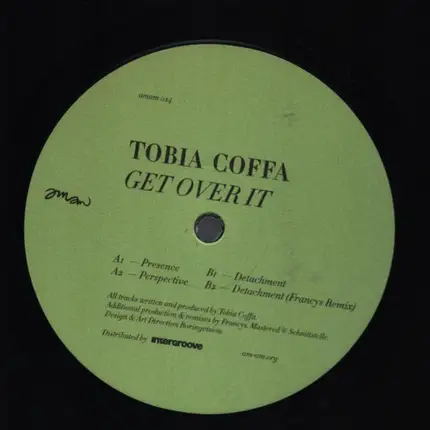 amam 024
TOBIA COFFA
GET OVER IT
amam
A1 — Presence
A2 — Perspective
B1 — Detachment
B2 — Detachment (Francys Remix)
All tracks written and produced by Tobia Coffa.
Additional production & remixes by Francys. Mastered @ Schnittstelle.
Design & Art Direction
Distributed by intergroove
am-am.org